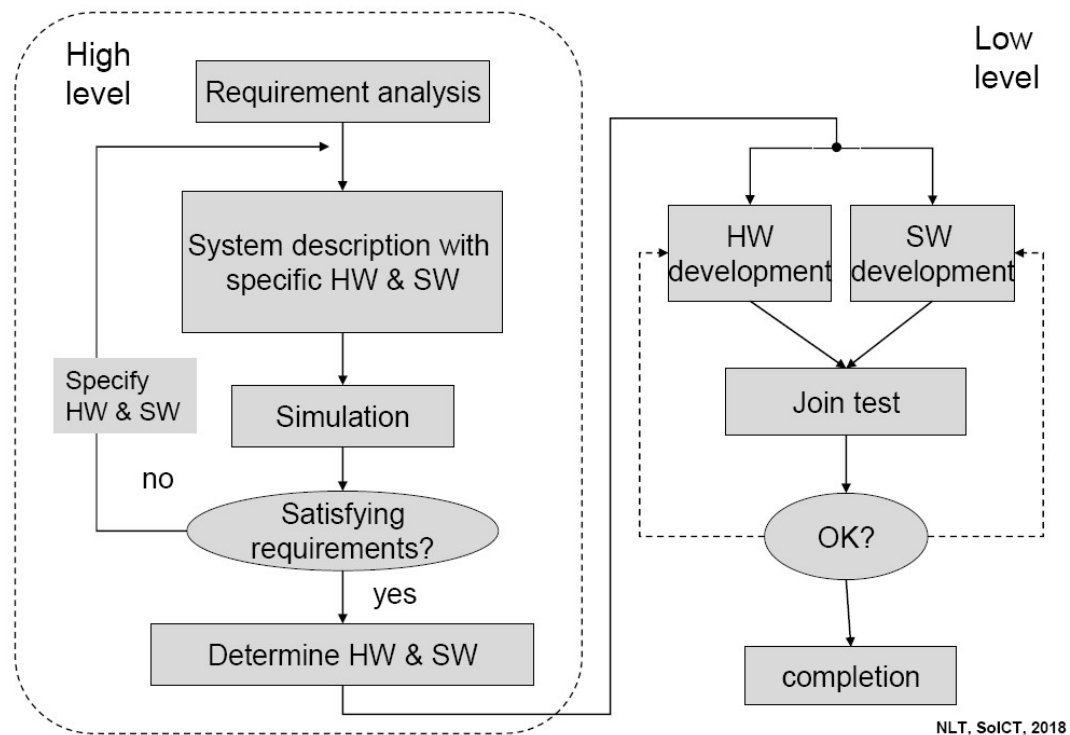 High
level
Requirement analysis
System description with
specific HW & SW
Simulation
Specify
HW & SW
no
Satisfying
requirements?
yes
Determine HW & SW
Low
level
HW
development
SW
development
Join test
OK?
completion
NLT, SoICT, 2018